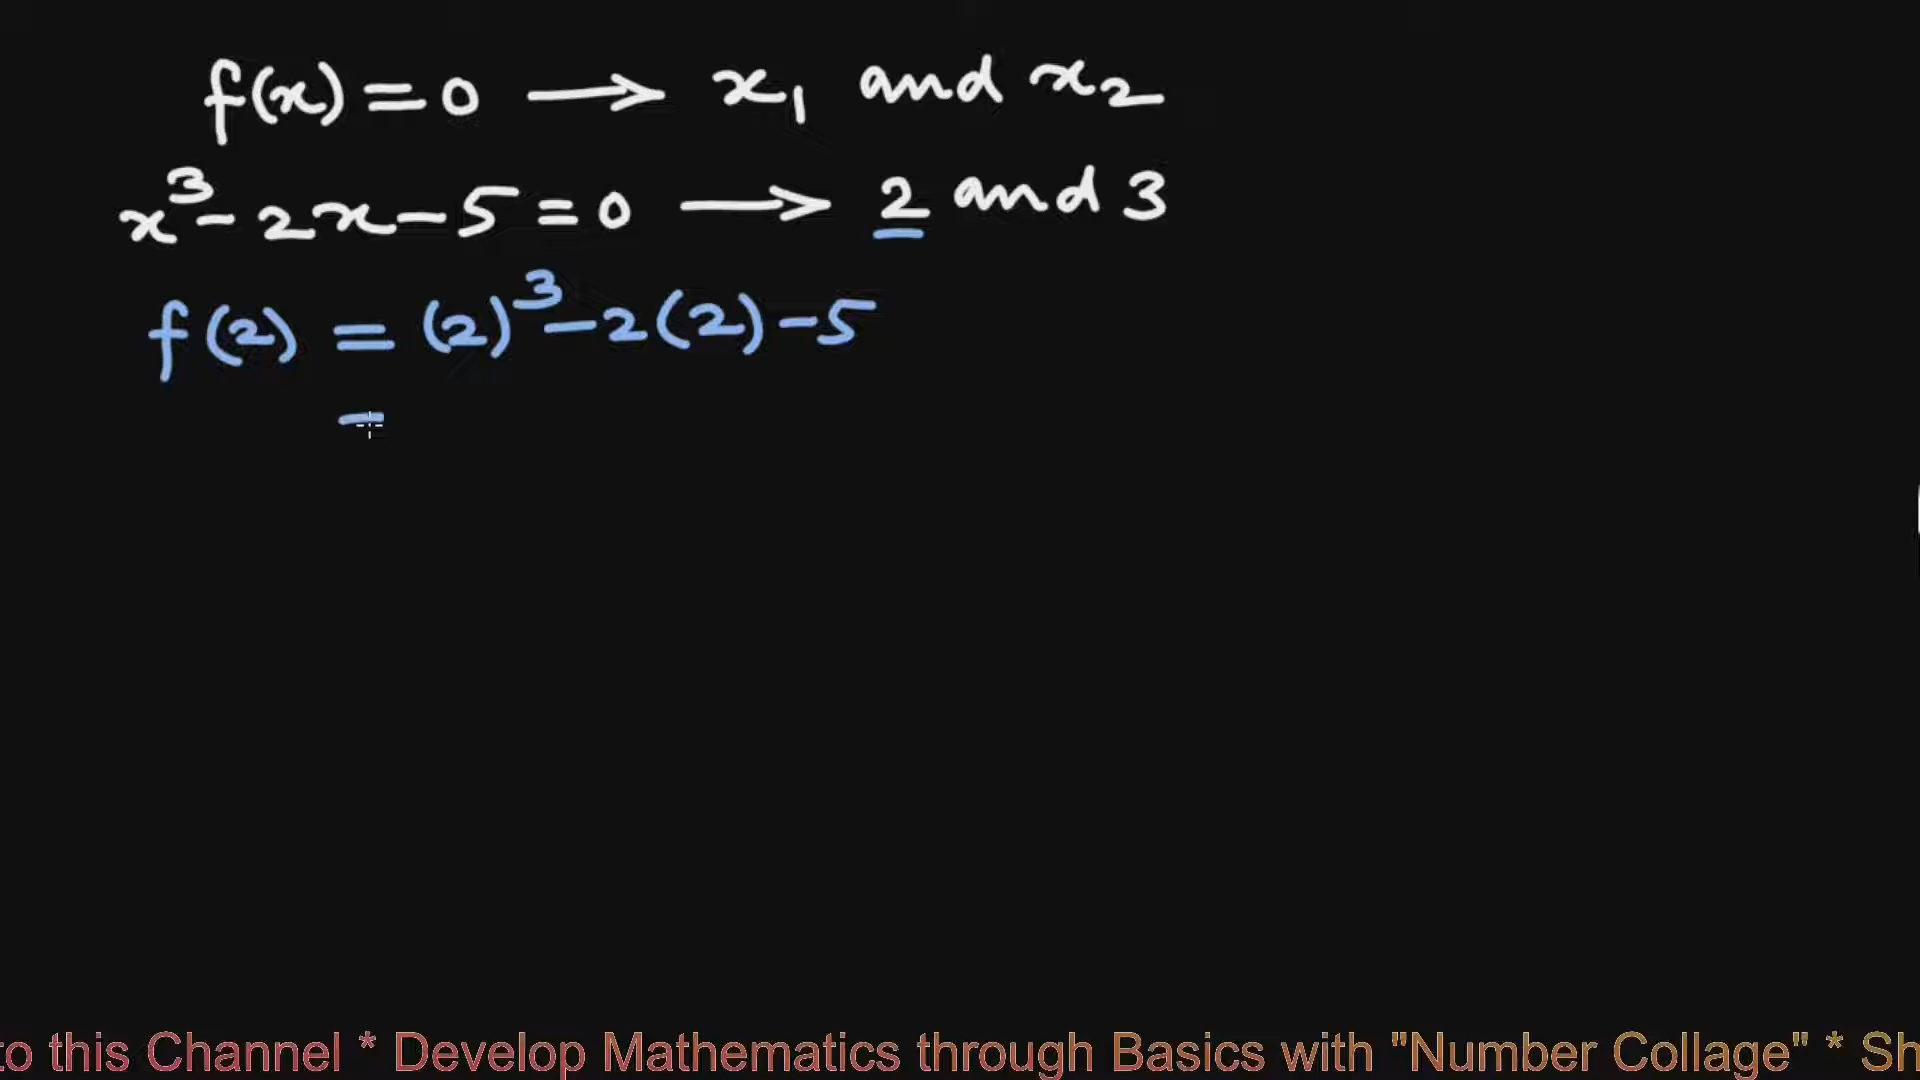 f(x) = 0 → x₁ and x₂
x³ - 2x - 5 = 0 → 2 and 3
f(2) = (2)³ - 2(2) - 5
to this Channel * Develop Mathematics through Basics with "Number Collage" * Sh